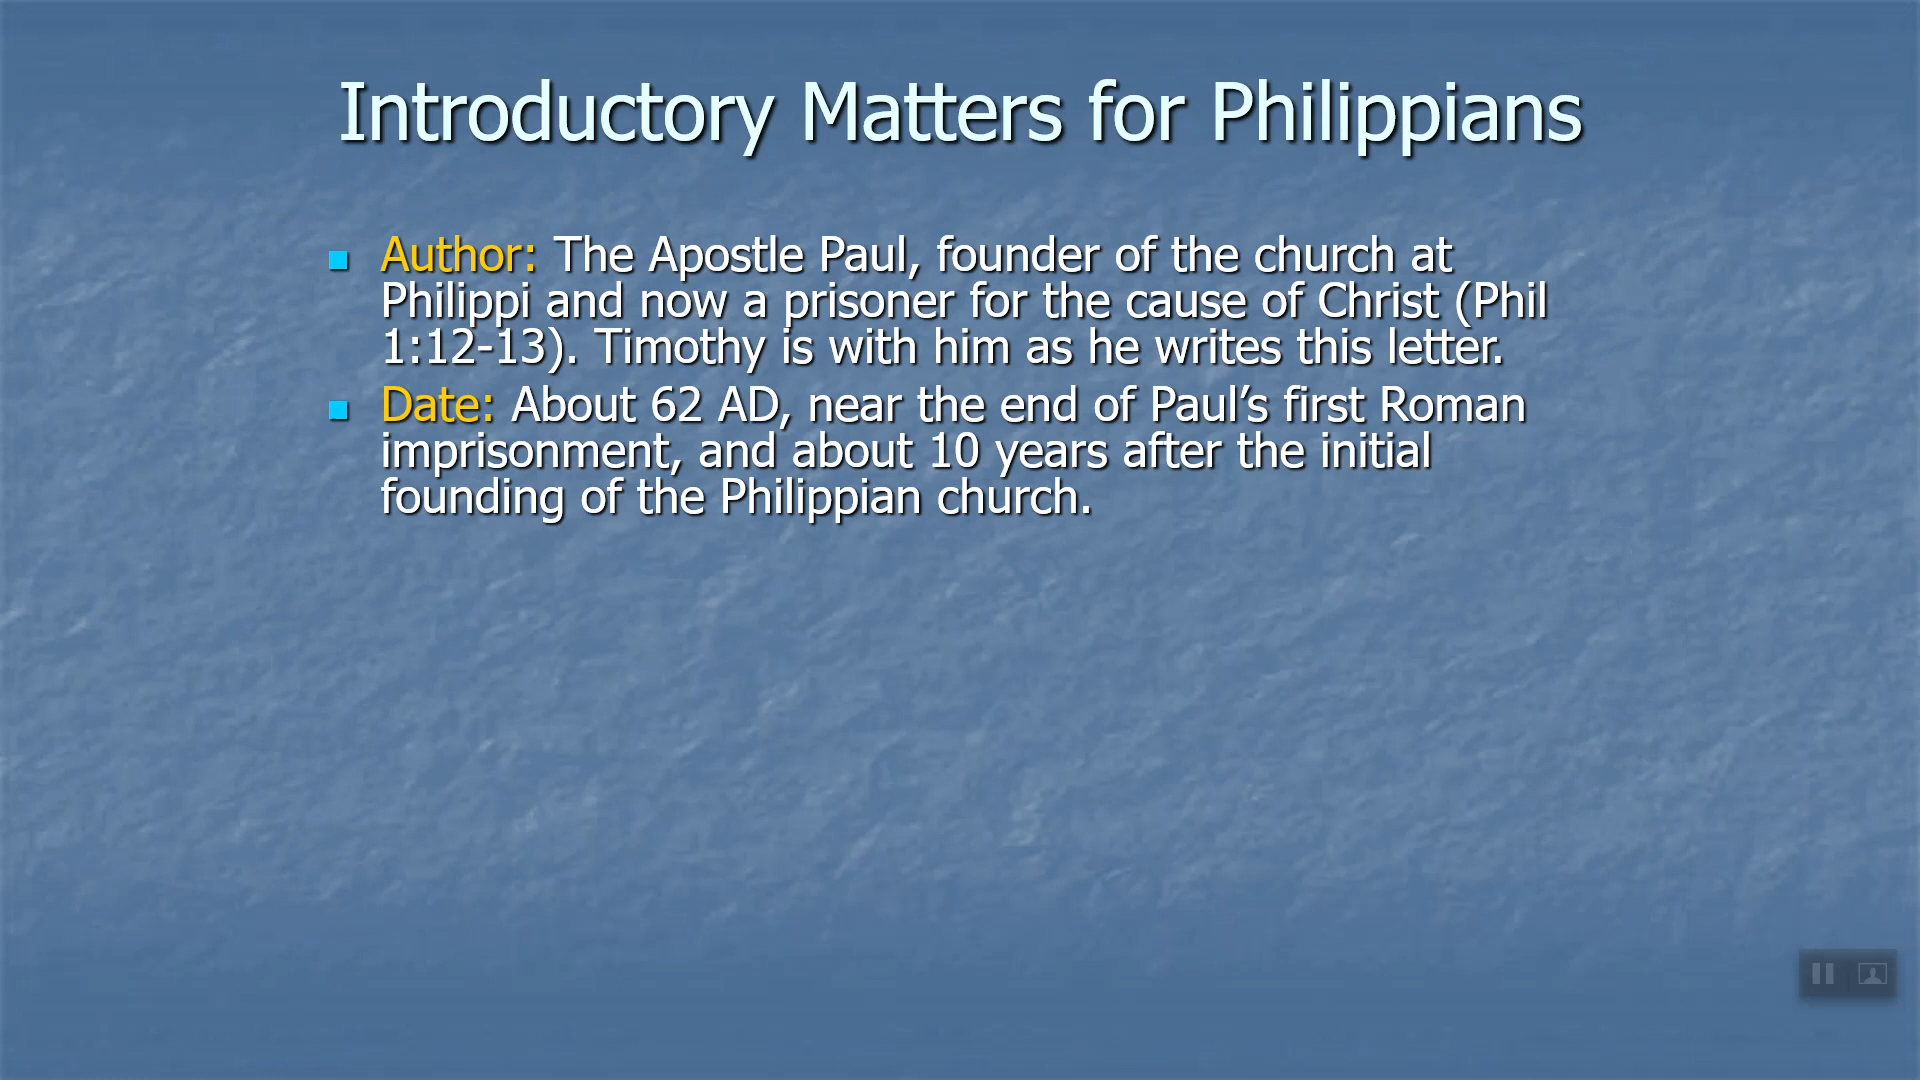 Introductory Matters for Philippians
Author: The Apostle Paul, founder of the church at
Philippi and now a prisoner for the cause of Christ (Phil
1:12-13). Timothy is with him as he writes this letter.
Date: About 62 AD, near the end of Paul’s first Roman
imprisonment, and about 10 years after the initial
founding of the Philippian church.